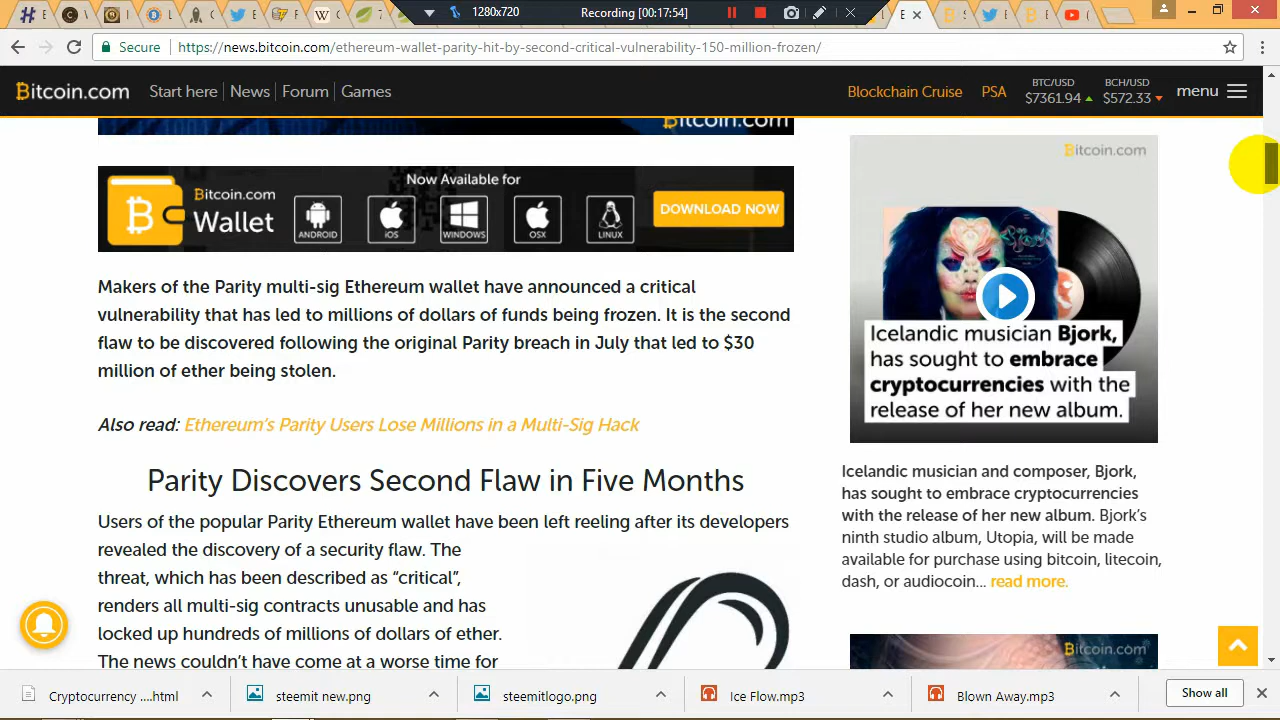 1280x720
Recording [00:17:54]
Secure
https://news.bitcoin.com/ethereum-wallet-parity-hit-by-second-critical-vulnerability-150-million-frozen/
Bitcoin.com
Start here
News
Forum
Games
Blockchain Cruise
PSA
BTC/USD
$7361.94
BCH/USD
$572.33
menu
Bitcoin.com
Bitcoin.com
Wallet
Now Available for
ANDROID
iOS
WINDOWS
OSX
LINUX
DOWNLOAD NOW
Makers of the Parity multi-sig Ethereum wallet have announced a critical
vulnerability that has led to millions of dollars of funds being frozen. It is the second
flaw to be discovered following the original Parity breach in July that led to $30
million of ether being stolen.
Also read: Ethereum's Parity Users Lose Millions in a Multi-Sig Hack
Parity Discovers Second Flaw in Five Months
Users of the popular Parity Ethereum wallet have been left reeling after its developers
revealed the discovery of a security flaw. The
threat, which has been described as “critical”,
renders all multi-sig contracts unusable and has
locked up hundreds of millions of dollars of ether.
The news couldn't have come at a worse time for
Bitcoin.com
Icelandic musician Bjork,
has sought to embrace
cryptocurrencies with the
release of her new album.
Icelandic musician and composer, Bjork,
has sought to embrace cryptocurrencies
with the release of her new album. Bjork's
ninth studio album, Utopia, will be made
available for purchase using bitcoin, litecoin,
dash, or audiocoin... read more.
Bitcoin.com
Cryptocurrency ....html
steemit new.png
steemitlogo.png
Ice Flow.mp3
Blown Away.mp3
Show all